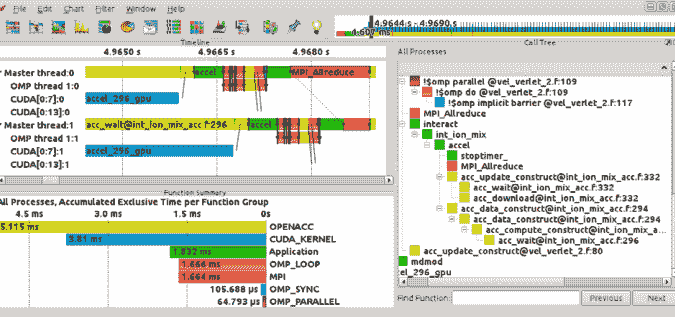 File Edit Chart Filter Window Help
4.9644 s - 4.9690 s
4.607 ms
Timeline
4.9650 s 4.9665 s 4.9680 s
Master thread:0
accel MPI_Allreduce
OMP thread 1:0
CUDA[0:7]:0
accel_296_gpu
CUDA[0:13]:0
Master thread:1
acc_wait@int_ion_mix_acc.f:296 accel
OMP thread 1:1
CUDA[0:7]:1
accel_296_gpu
CUDA[0:13]:1
Function Summary
All Processes, Accumulated Exclusive Time per Function Group
4.5 ms 3.0 ms 1.5 ms 0s
5.115 ms OPENACC
3.81 ms CUDA_KERNEL
1.832 ms Application
1.666 ms OMP_LOOP
1.664 ms MPI
105.688 µs OMP_SYNC
64.793 µs OMP_PARALLEL
Call Tree
All Processes
!$omp parallel @vel_verlet_2.f:109
!$omp do @vel_verlet_2.f:109
!$omp implicit barrier @vel_verlet_2.f:117
MPI_Allreduce
interact
int_ion_mix
accel
stoptimer_
MPI_Allreduce
acc_update_construct@int_ion_mix_acc.f:332
acc_wait@int_ion_mix_acc.f:332
acc_download@int_ion_mix_acc.f:332
acc_data_construct@int_ion_mix_acc.f:294
acc_data_construct@int_ion_mix_acc.f:294
acc_compute_construct@int_ion_mix_a...
acc_wait@int_ion_mix_acc.f:296
acc_update_construct@vel_verlet_2.f:80
mdmod
cel_296_gpu
Find Function: Previous Next